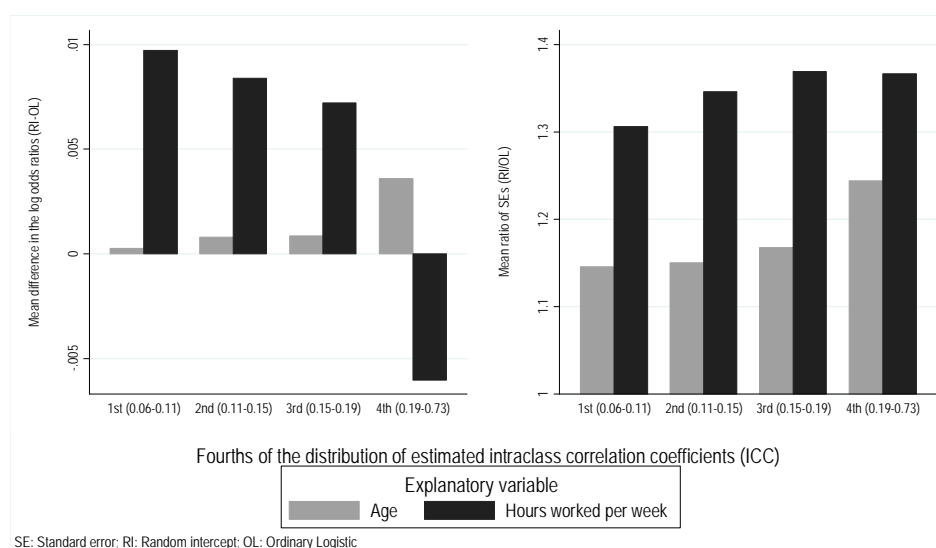 Mean difference in the log odds ratios (RI-OL)
.01
.005
0
-.005
1st (0.06-0.11) 2nd (0.11-0.15) 3rd (0.15-0.19) 4th (0.19-0.73)
Mean ratio of SEs (RI/OL)
1.4
1.3
1.2
1.1
1
1st (0.06-0.11) 2nd (0.11-0.15) 3rd (0.15-0.19) 4th (0.19-0.73)
Fourths of the distribution of estimated intraclass correlation coefficients (ICC)
Explanatory variable
Age Hours worked per week
SE: Standard error; RI: Random intercept; OL: Ordinary Logistic